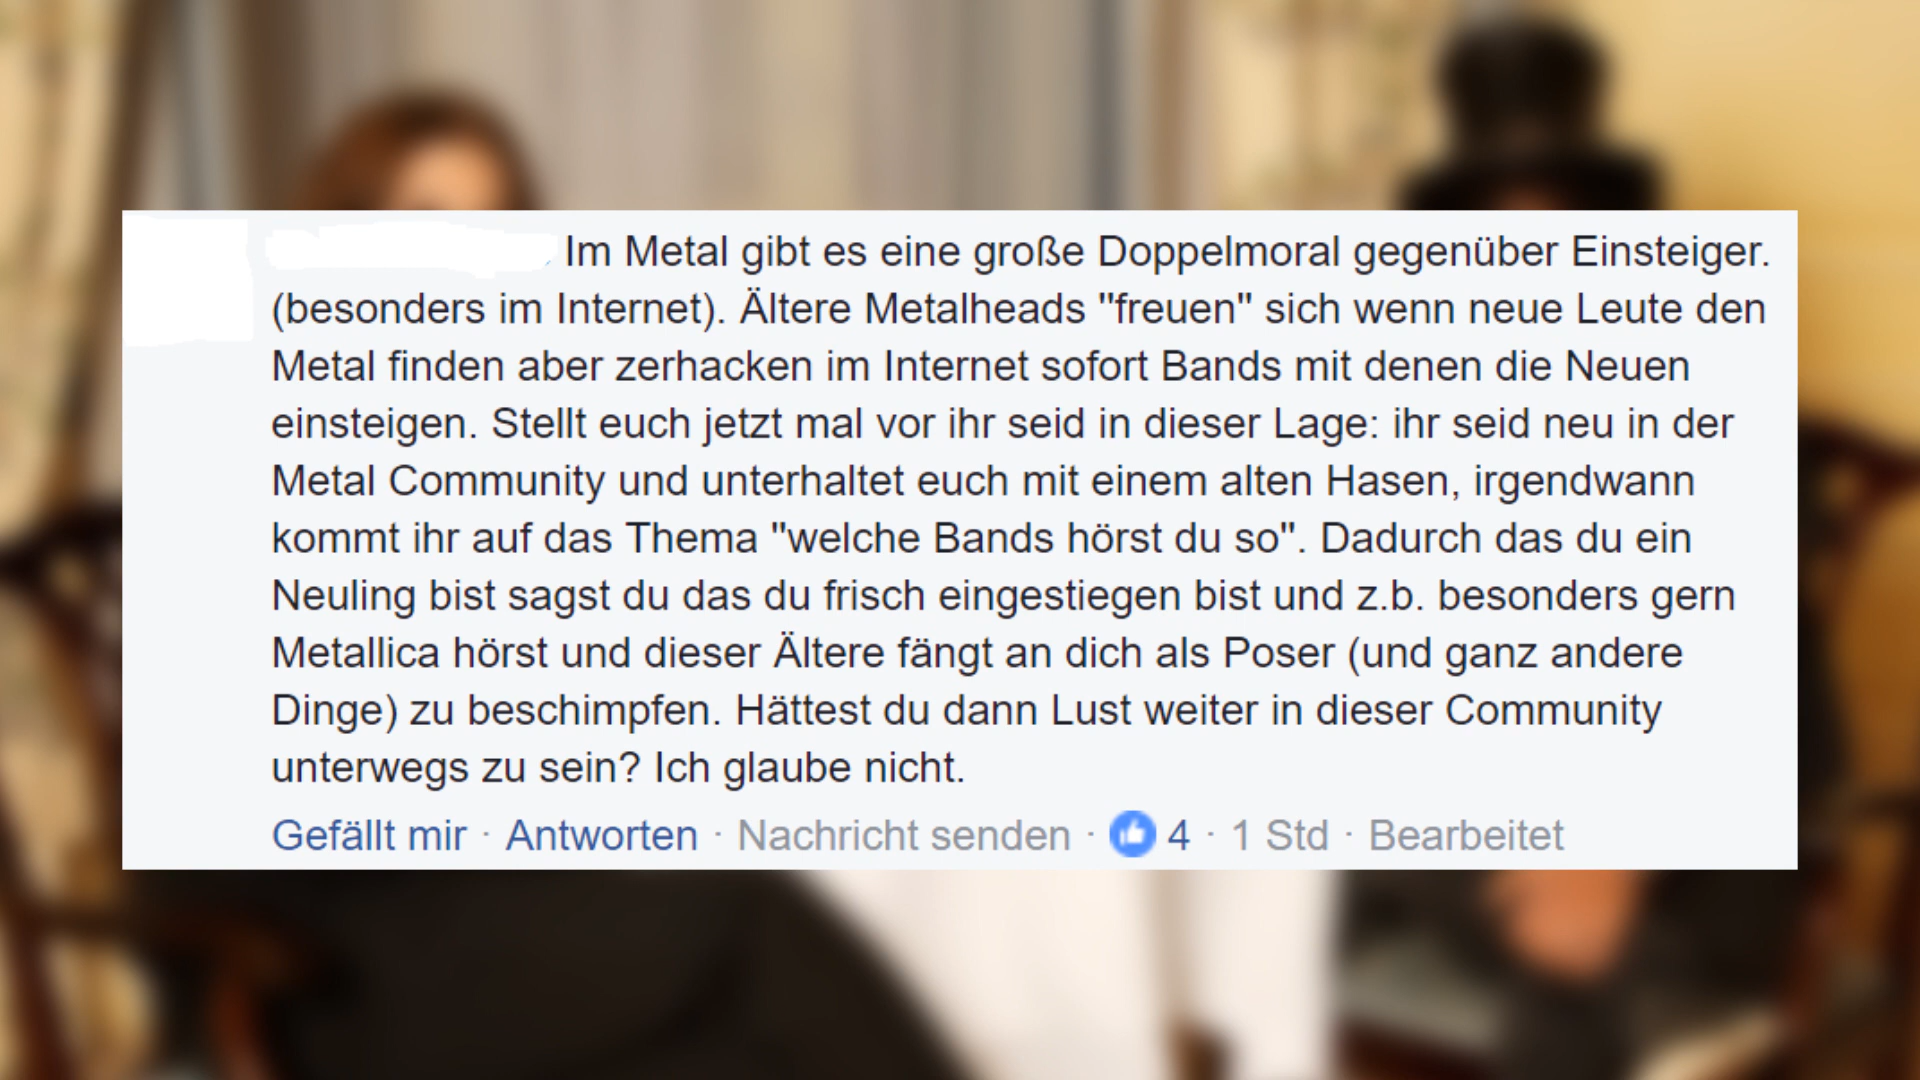 Im Metal gibt es eine große Doppelmoral gegenüber Einsteiger.
(besonders im Internet). Ältere Metalheads "freuen" sich wenn neue Leute den
Metal finden aber zerhacken im Internet sofort Bands mit denen die Neuen
einsteigen. Stellt euch jetzt mal vor ihr seid in dieser Lage: ihr seid neu in der
Metal Community und unterhaltet euch mit einem alten Hasen, irgendwann
kommt ihr auf das Thema "welche Bands hörst du so". Dadurch das du ein
Neuling bist sagst du das du frisch eingestiegen bist und z.b. besonders gern
Metallica hörst und dieser Ältere fängt an dich als Poser (und ganz andere
Dinge) zu beschimpfen. Hättest du dann Lust weiter in dieser Community
unterwegs zu sein? Ich glaube nicht.
Gefällt mir · Antworten · Nachricht senden · 4 · 1 Std · Bearbeitet